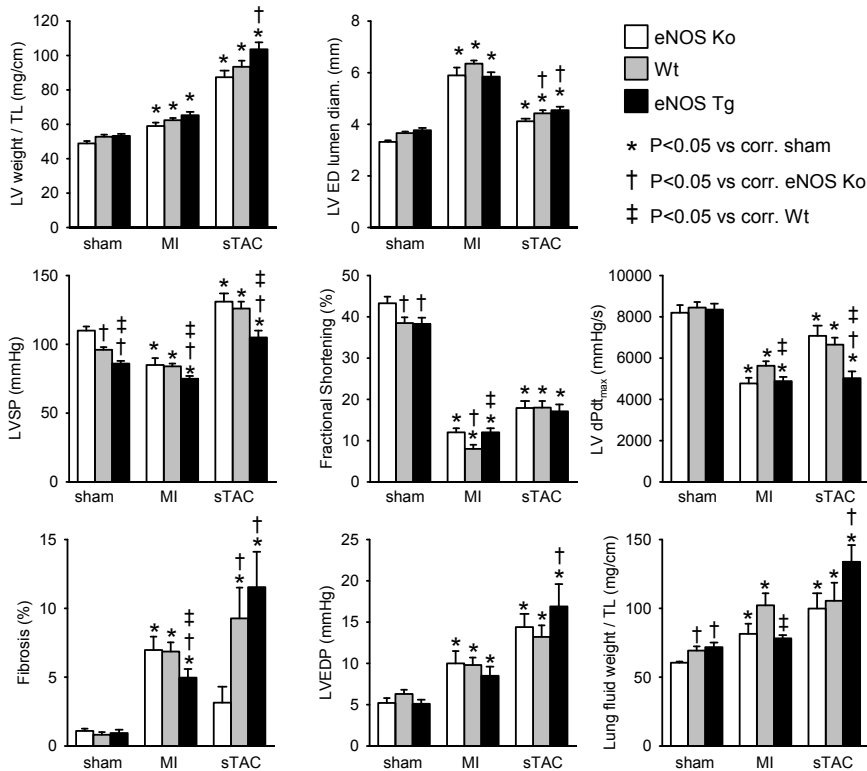 LV weight / TL (mg/cm)
120
100
80
60
40
20
0
* * * * * * †
sham MI sTAC
LV ED lumen diam. (mm)
8
6
4
2
0
* * * * * † * †
sham MI sTAC
eNOS Ko
Wt
eNOS Tg
* P<0.05 vs corr. sham
† P<0.05 vs corr. eNOS Ko
‡ P<0.05 vs corr. Wt
LVSP (mmHg)
150
100
50
0
† † ‡ * * * † ‡ * * * † ‡
sham MI sTAC
Fractional Shortening (%)
50
40
30
20
10
0
† † * * † * ‡ * * *
sham MI sTAC
LV dPdtmax (mmHg/s)
10000
8000
6000
4000
2000
0
* * * ‡ * * * † ‡
sham MI sTAC
Fibrosis (%)
15
10
5
0
* * * † ‡ * † * †
sham MI sTAC
LVEDP (mmHg)
25
20
15
10
5
0
* * * * * * †
sham MI sTAC
Lung fluid weight / TL (mg/cm)
150
100
50
0
† † * * ‡ * * * †
sham MI sTAC